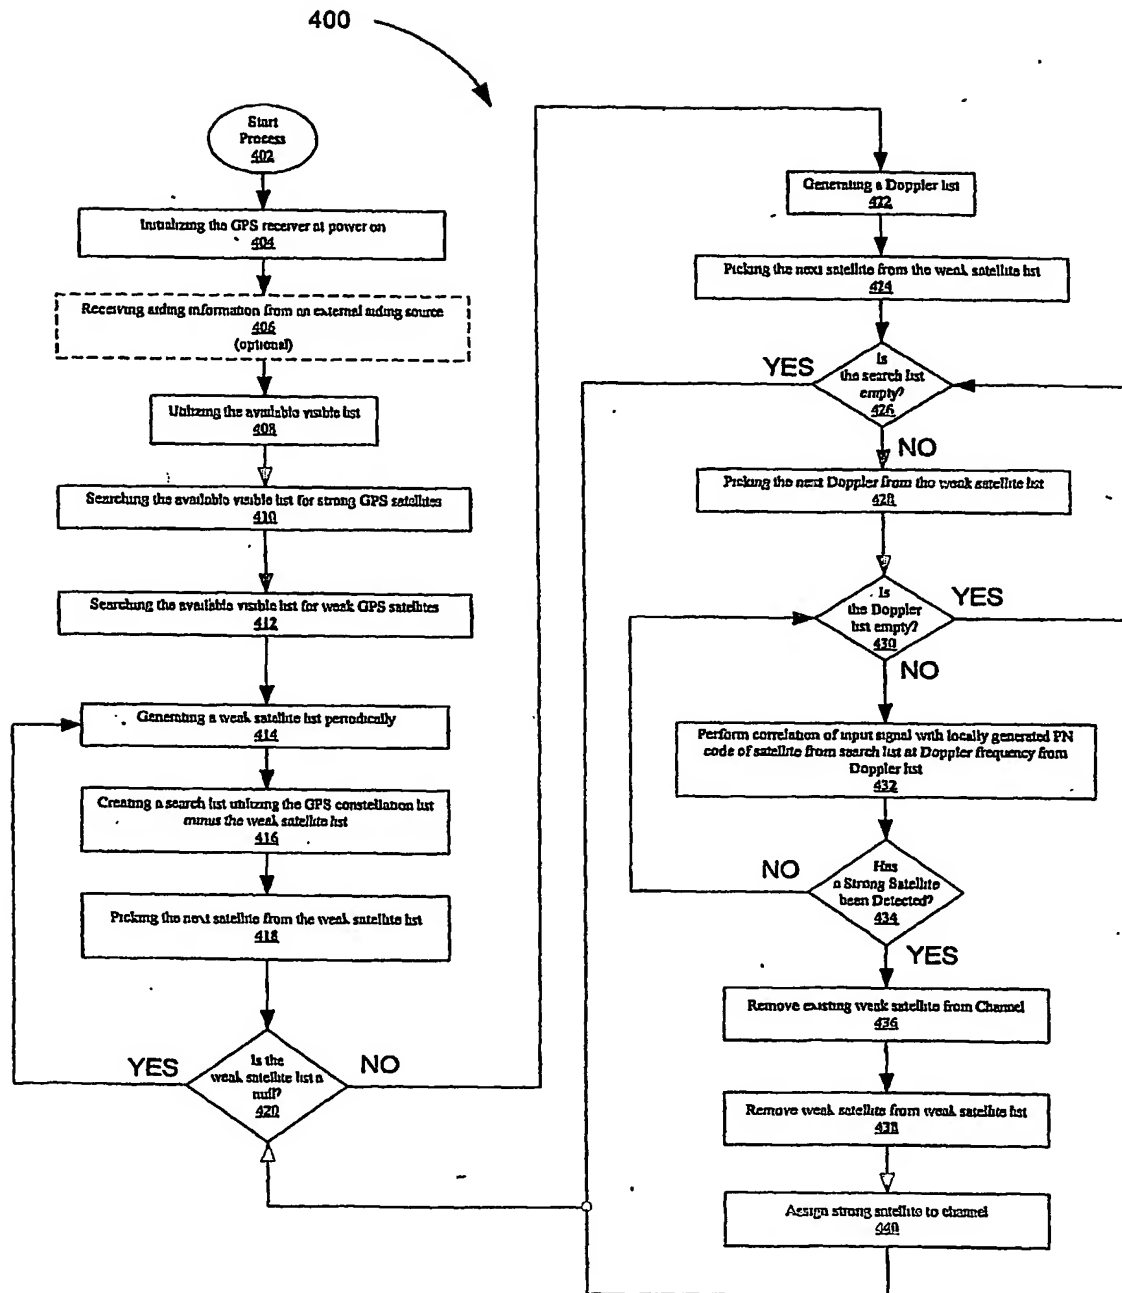 400
Start
Process
402
Initializing the GPS receiver at power on
404
Receiving aiding information from an external aiding source
406
(optional)
Utilizing the available visible list
408
Searching the available visible list for strong GPS satellites
410
Searching the available visible list for weak GPS satellites
412
Generating a weak satellite list periodically
414
Creating a search list utilizing the GPS constellation list
minus the weak satellite list
416
Picking the next satellite from the weak satellite list
418
YES
Is the
weak satellite list a
null?
420
NO
Generating a Doppler list
422
Picking the next satellite from the weak satellite list
424
YES
Is
the search list
empty?
426
NO
Picking the next Doppler from the weak satellite list
428
Is
the Doppler
list empty?
430
YES
NO
Perform correlation of input signal with locally generated PN
code of satellite from search list at Doppler frequency from
Doppler list
432
NO
Has
a Strong Satellite
been Detected?
434
YES
Remove existing weak satellite from Channel
436
Remove weak satellite from weak satellite list
438
Assign strong satellite to channel
440